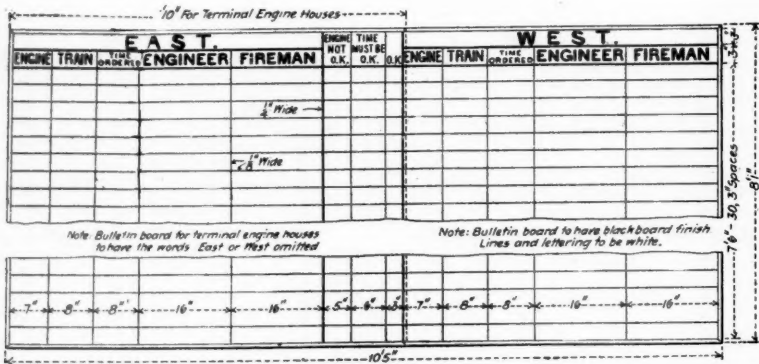 10" For Terminal Engine Houses
EAST.
ENGINE NOT O.K.
TIME MUST BE O.K.
O.K.
WEST.
ENGINE TRAIN TIME ORDERED ENGINEER FIREMAN
ENGINE TRAIN TIME ORDERED ENGINEER FIREMAN
3" 3"
1/4" Wide
1/8" Wide
7'6" - 30, 3" Spaces
8'1"
Note: Bulletin board for terminal engine houses
to have the words East or West omitted
Note: Bulletin board to have blackboard finish.
Lines and lettering to be white.
7" 8" 8" 16" 16" 5" 6" 3" 7" 8" 8" 16" 16"
10'5"